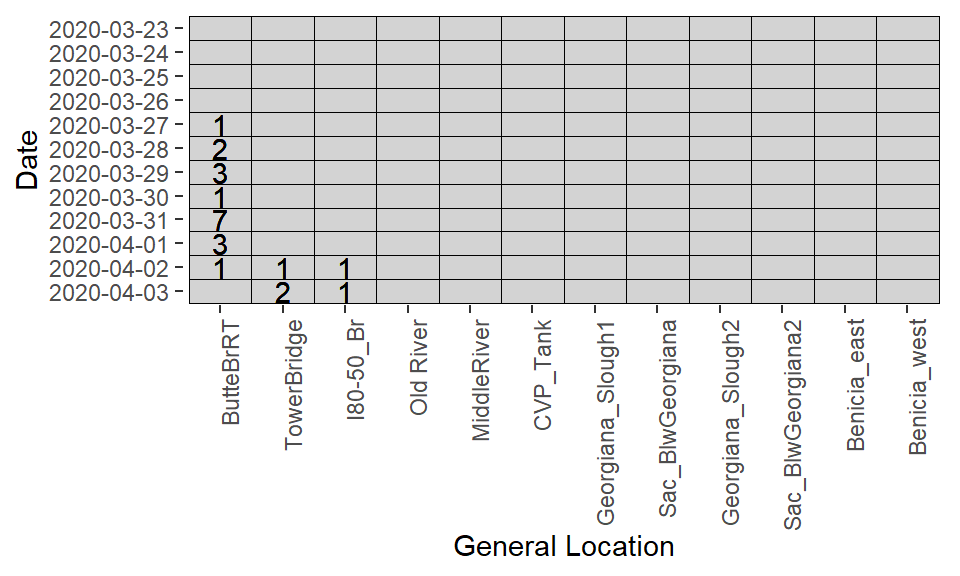 Date
2020-03-23
2020-03-24
2020-03-25
2020-03-26
2020-03-27 1
2020-03-28 2
2020-03-29 3
2020-03-30 1
2020-03-31 7
2020-04-01 3
2020-04-02 1 1 1
2020-04-03 2 1
ButteBrRT
TowerBridge
I80-50_Br
Old River
MiddleRiver
CVP_Tank
Georgiana_Slough1
Sac_BlwGeorgiana
Georgiana_Slough2
Sac_BlwGeorgiana2
Benicia_east
Benicia_west
General Location